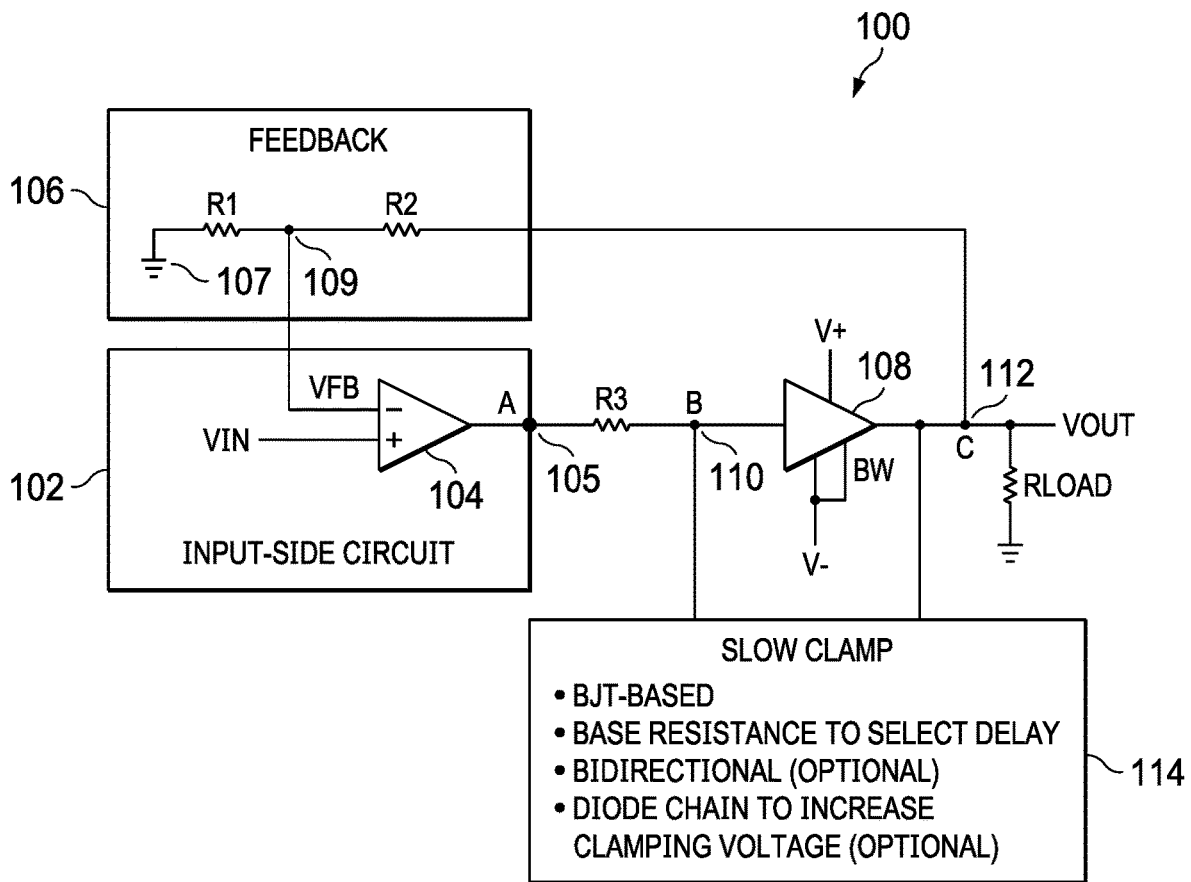 100
FEEDBACK
106
R1
R2
107
109
V+
108
112
VFB
A
R3
B
−
+
VIN
VOUT
C
BW
102
104
105
110
RLOAD
INPUT-SIDE CIRCUIT
V-
SLOW CLAMP
• BJT-BASED
• BASE RESISTANCE TO SELECT DELAY
• BIDIRECTIONAL (OPTIONAL)
• DIODE CHAIN TO INCREASE
CLAMPING VOLTAGE (OPTIONAL)
114